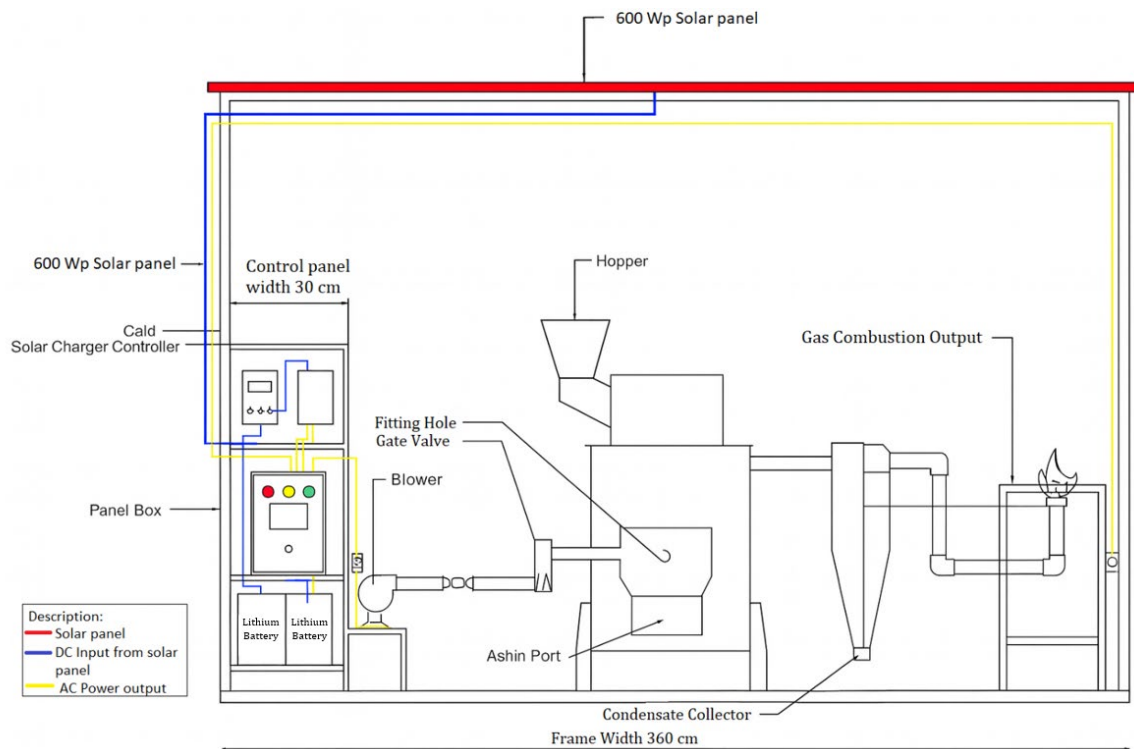 600 Wp Solar panel
600 Wp Solar panel
Control panel
width 30 cm
Hopper
Cald
Solar Charger Controller
Gas Combustion Output
Fitting Hole
Gate Valve
Blower
Panel Box
Lithium
Battery
Lithium
Battery
Description:
Solar panel
DC Input from solar
panel
AC Power output
Ashin Port
Condensate Collector
Frame Width 360 cm